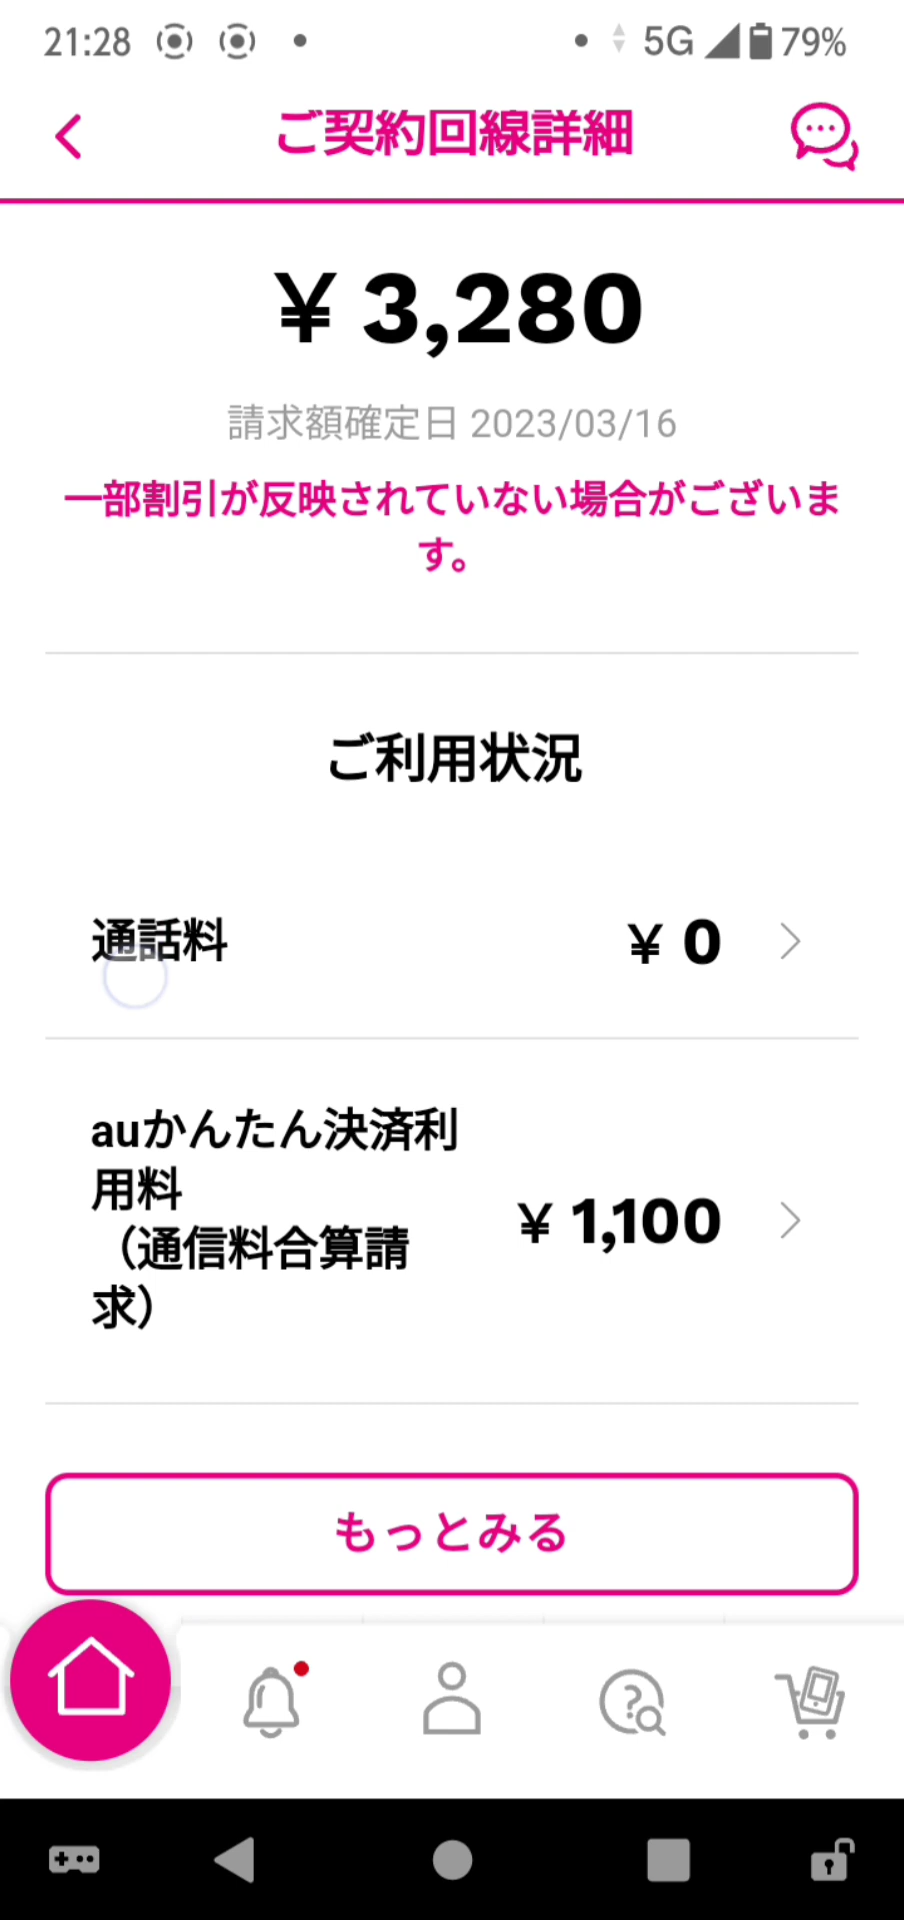 21:28
5G
79%
ご契約回線詳細
¥ 3,280
請求額確定日 2023/03/16
一部割引が反映されていない場合がございま
す。
ご利用状況
通話料
¥ 0
auかんたん決済利
用料
（通信料合算請
求）
¥ 1,100
もっとみる